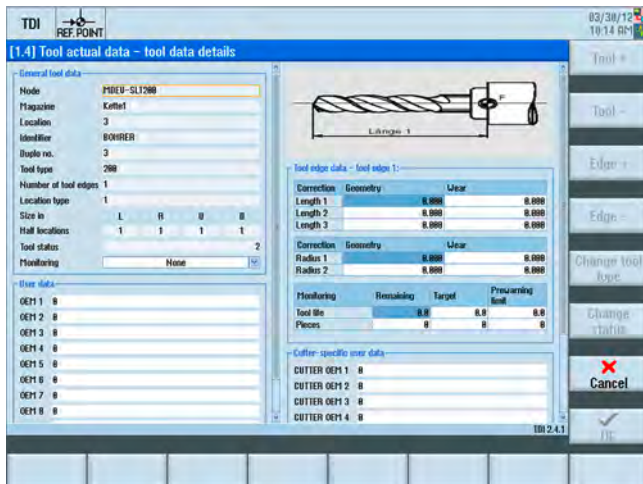 TDI
REF. POINT
03/30/12
10:14 AM
[1.4] Tool actual data - tool data details
General tool data
Node MDEU-SL1200
Magazine Kette1
Location 3
Identifier BOHRER
Duplo no. 3
Tool type 200
Number of tool edges 1
Location type 1
Size in L R U O
Half locations 1 1 1 1
Tool status 2
Monitoring None
User data
OEM 1 0
OEM 2 0
OEM 3 0
OEM 4 0
OEM 5 0
OEM 6 0
OEM 7 0
OEM 8 0
F
Länge 1
Tool edge data - tool edge 1:
Correction Geometry Wear
Length 1 0.000 0.000
Length 2 0.000 0.000
Length 3 0.000 0.000
Correction Geometry Wear
Radius 1 0.000 0.000
Radius 2 0.000 0.000
Monitoring Remaining Target Prewarning limit
Tool life 0.0 0.0 0.0
Pieces 0 0 0
Cutter-specific user data
CUTTER OEM 1 0
CUTTER OEM 2 0
CUTTER OEM 3 0
CUTTER OEM 4 0
TDI 2.4.1
Tool +
Tool -
Edge +
Edge -
Change tool type
Change status
Cancel